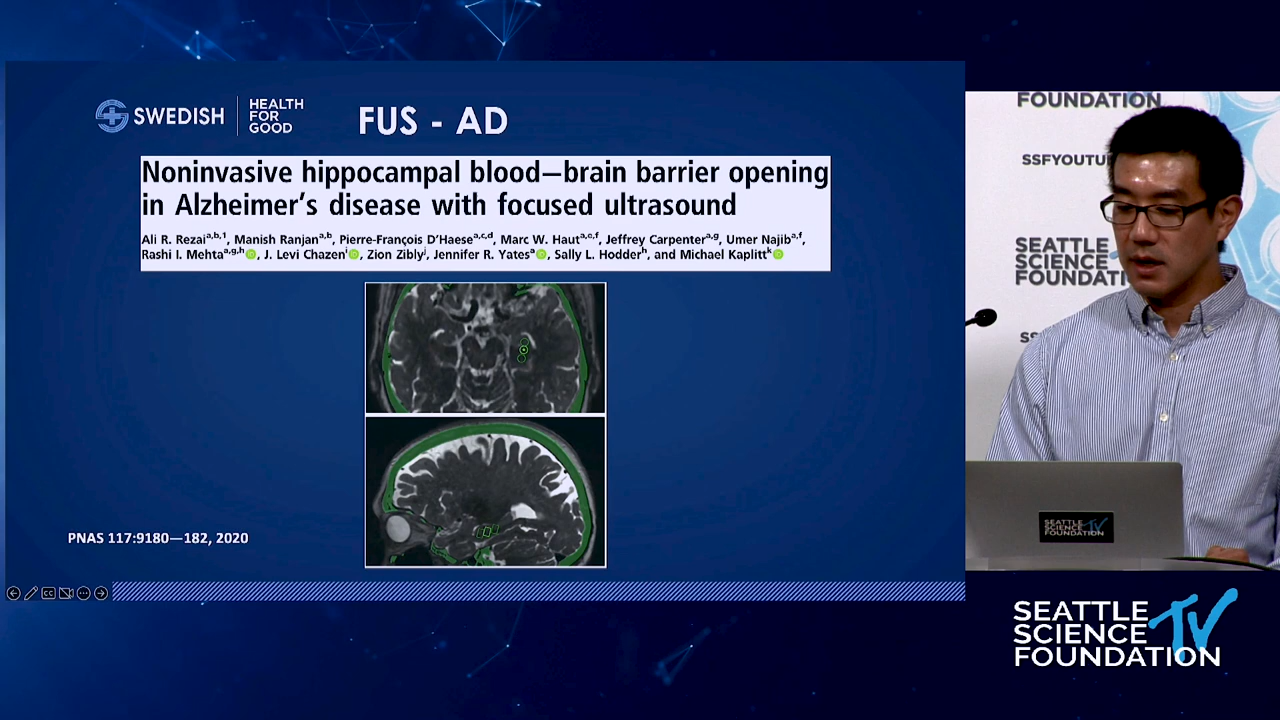 SWEDISH
HEALTH
FOR
GOOD
FUS - AD
Noninvasive hippocampal blood—brain barrier opening
in Alzheimer's disease with focused ultrasound
Ali R. Rezai^a,b,1, Manish Ranjan^a,b, Pierre-François D'Haese^a,c,d, Marc W. Haut^a,e,f, Jeffrey Carpenter^a,g, Umer Najib^a,f,
Rashi I. Mehta^a,g,h, J. Levi Chazen^i, Zion Zibly^j, Jennifer R. Yates^a, Sally L. Hodder^h, and Michael Kaplitt^k
PNAS 117:9180—182, 2020
CC
FOUNDATION
SSFYOUTU
SEATTLE
SCIENCE
FOUNDATI
SEATTLE
SCIENCE TV
FOUNDATION
SEATTLE
SCIENCE TV
FOUNDATION